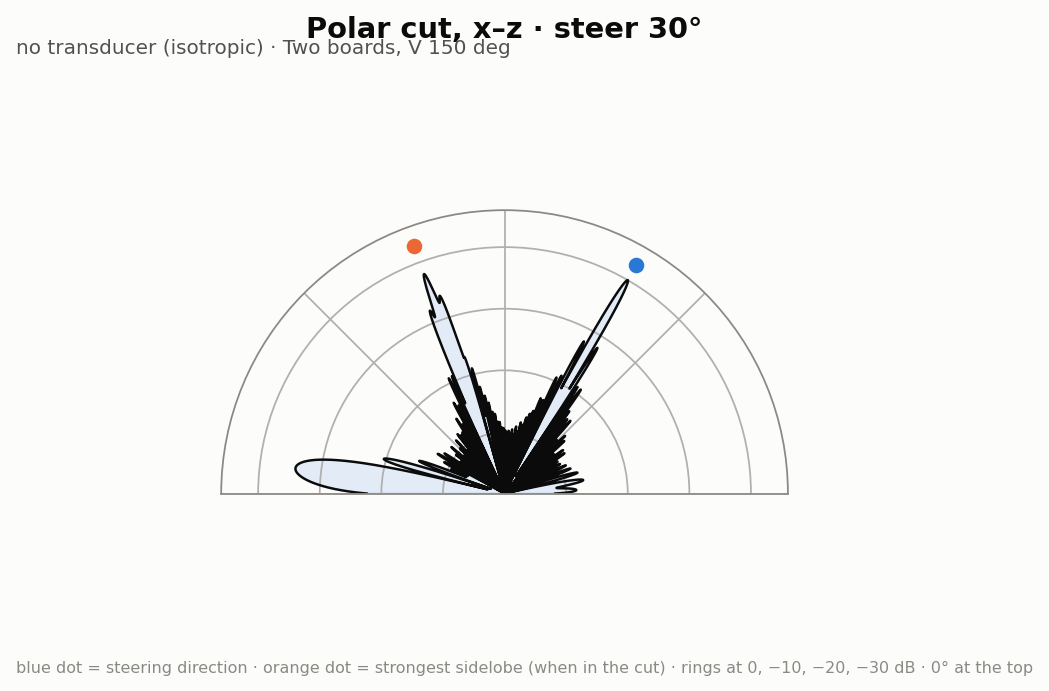 Polar cut, x–z · steer 30°
no transducer (isotropic) · Two boards, V 150 deg
blue dot = steering direction · orange dot = strongest sidelobe (when in the cut) · rings at 0, −10, −20, −30 dB · 0° at the top